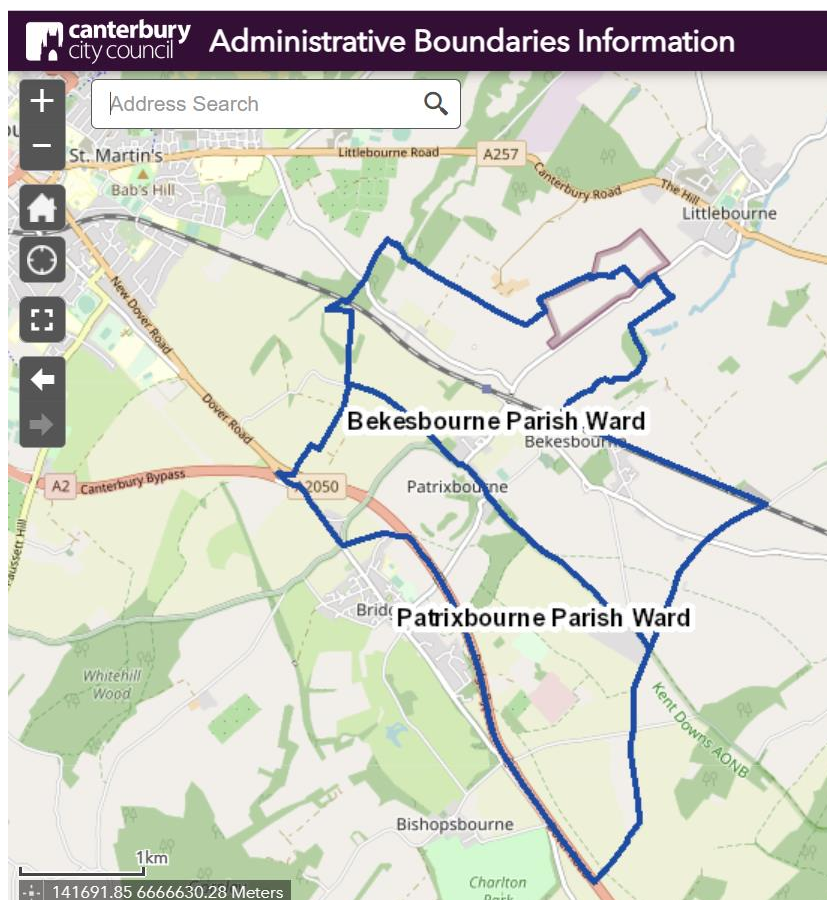 canterbury
city council
Administrative Boundaries Information
Address Search
St. Martin's
Littlebourne Road
A257
Canterbury Road
The Hill
Bab's Hill
Littlebourne
New Dover Road
Dover Road
Bekesbourne Parish Ward
Bekesbourne
A2
Canterbury Bypass
A2050
Patrixbourne
Patrixbourne Parish Ward
Whitehill
Wood
Kent Downs AONB
Bishopsbourne
1km
Charlton
Park
141691.85 6666630.28 Meters